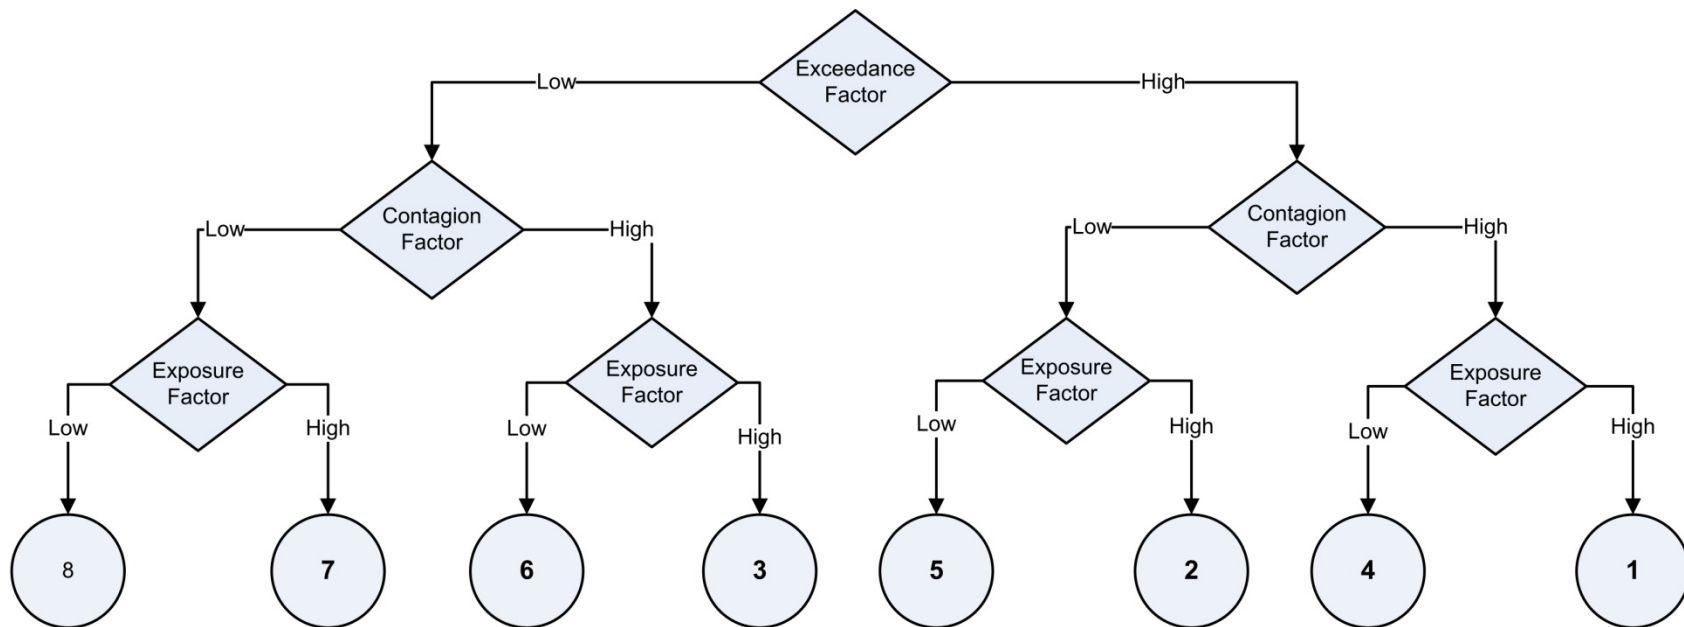 Exceedance
Factor
Low
High
Contagion
Factor
Contagion
Factor
Low
High
Low
High
Exposure
Factor
Exposure
Factor
Exposure
Factor
Exposure
Factor
Low
High
Low
High
Low
High
Low
High
8
7
6
3
5
2
4
1